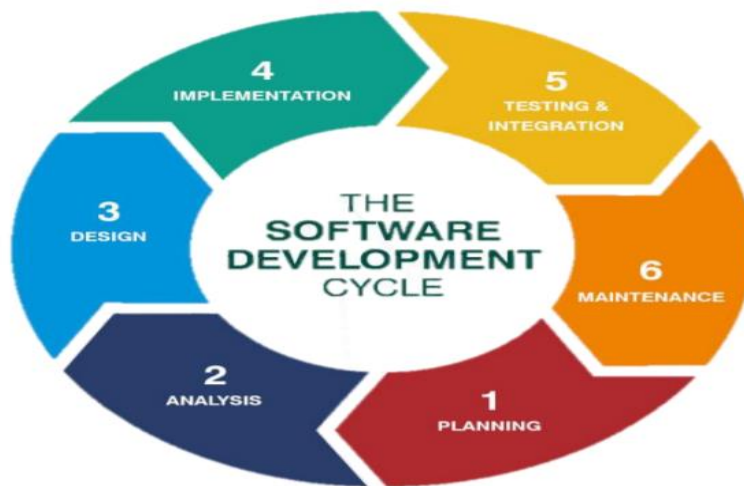 THE
SOFTWARE
DEVELOPMENT
CYCLE
1
PLANNING
2
ANALYSIS
3
DESIGN
4
IMPLEMENTATION
5
TESTING &
INTEGRATION
6
MAINTENANCE